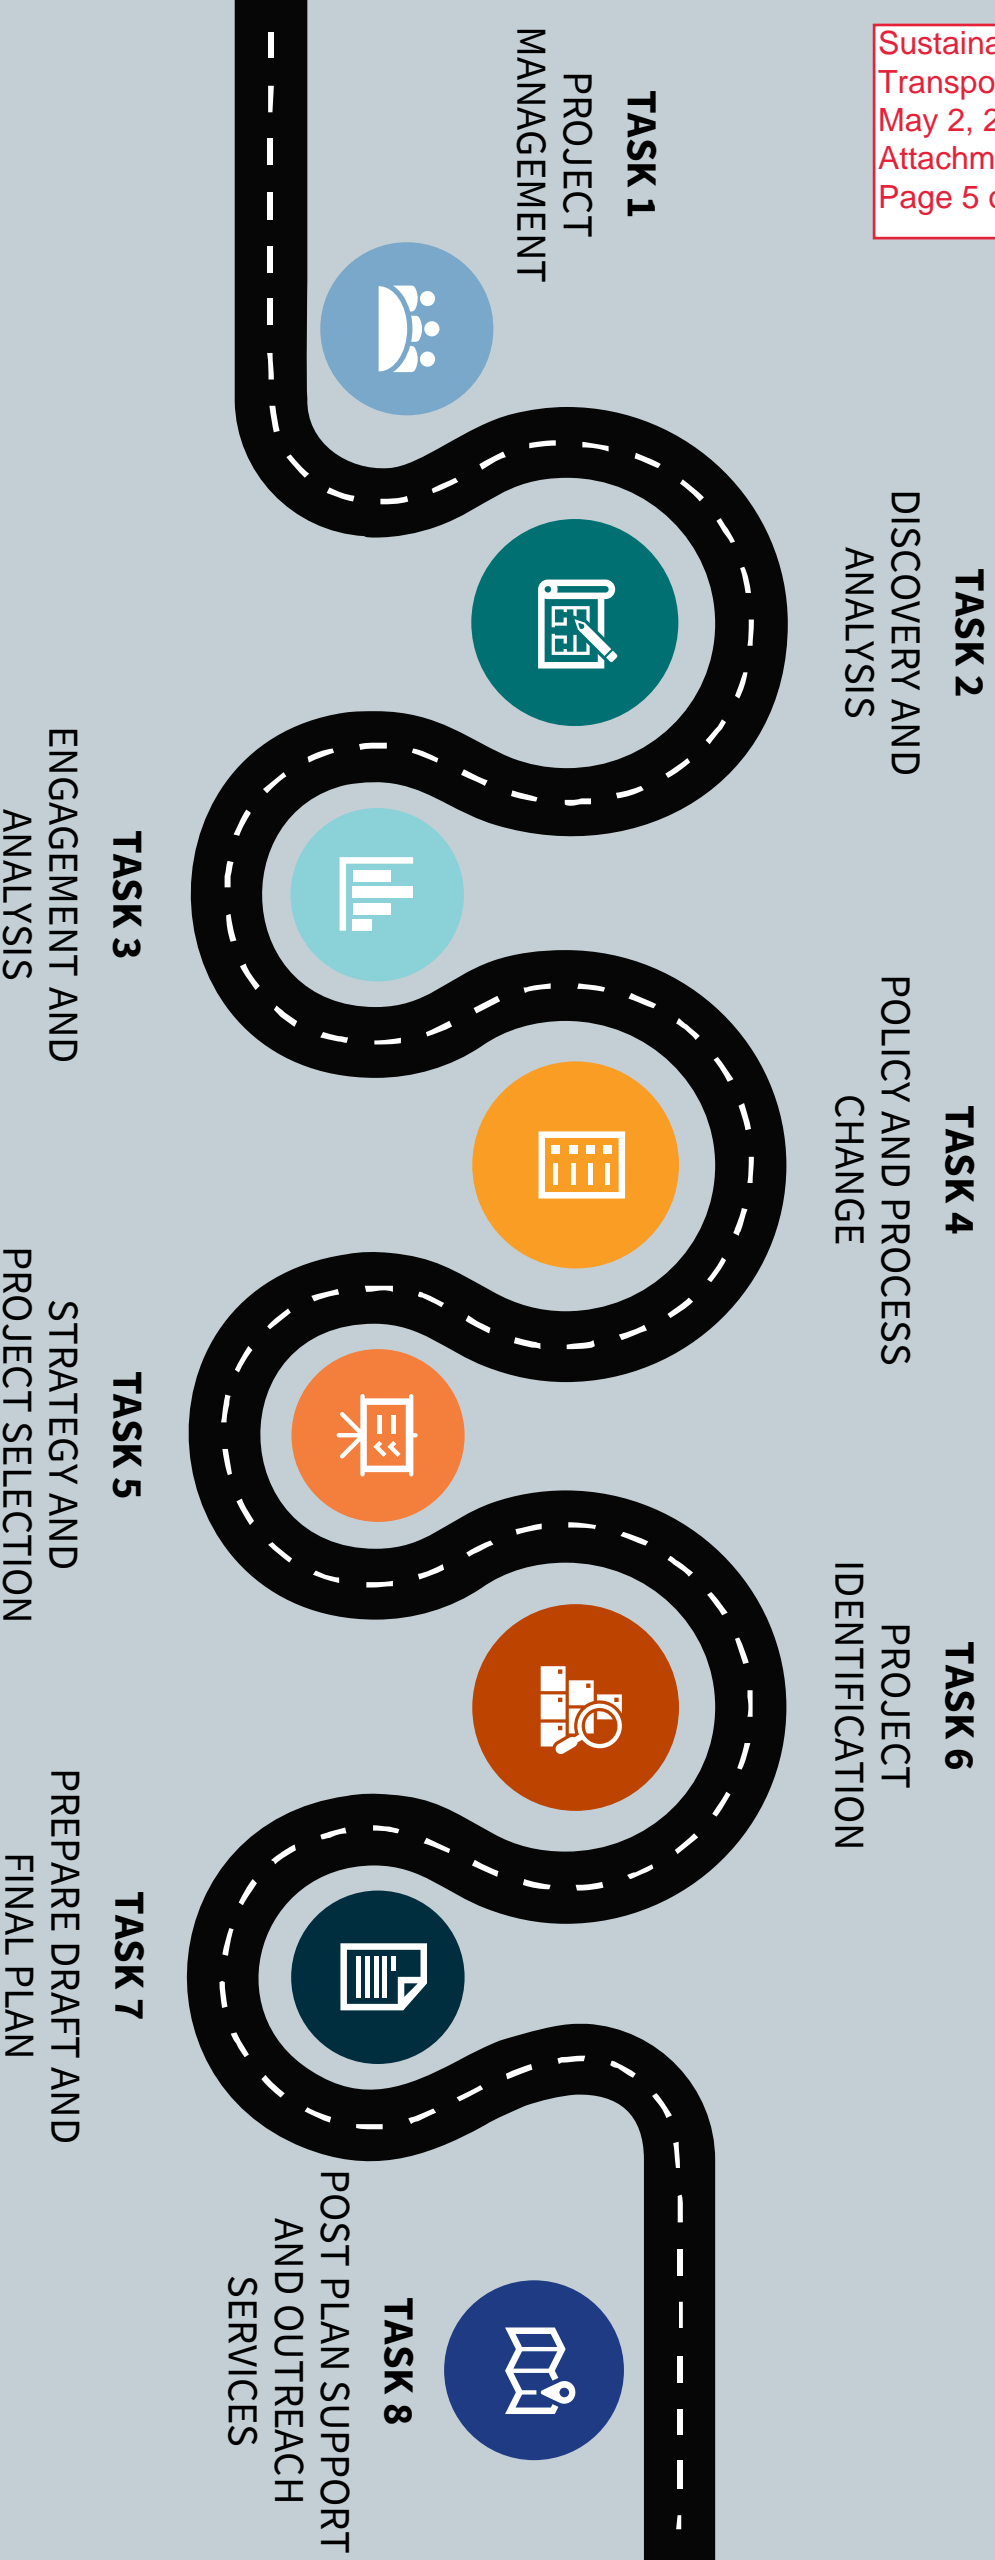 Sustaina
Transpo
May 2, 2
Attachm
Page 5 o
TASK 1
PROJECT
MANAGEMENT
TASK 2
DISCOVERY AND
ANALYSIS
TASK 3
ENGAGEMENT AND
ANALYSIS
TASK 4
POLICY AND PROCESS
CHANGE
TASK 5
STRATEGY AND
PROJECT SELECTION
TASK 6
PROJECT
IDENTIFICATION
TASK 7
PREPARE DRAFT AND
FINAL PLAN
TASK 8
POST PLAN SUPPORT
AND OUTREACH
SERVICES